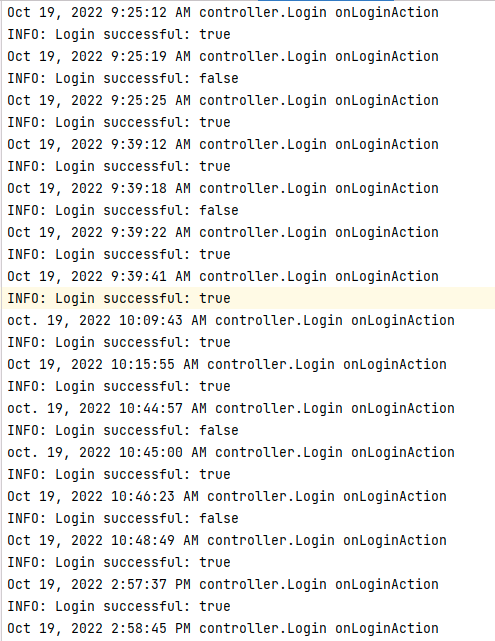 Oct 19, 2022 9:25:12 AM controller.Login onLoginAction
INFO: Login successful: true
Oct 19, 2022 9:25:19 AM controller.Login onLoginAction
INFO: Login successful: false
Oct 19, 2022 9:25:25 AM controller.Login onLoginAction
INFO: Login successful: true
Oct 19, 2022 9:39:12 AM controller.Login onLoginAction
INFO: Login successful: true
Oct 19, 2022 9:39:18 AM controller.Login onLoginAction
INFO: Login successful: false
Oct 19, 2022 9:39:22 AM controller.Login onLoginAction
INFO: Login successful: true
Oct 19, 2022 9:39:41 AM controller.Login onLoginAction
INFO: Login successful: true
oct. 19, 2022 10:09:43 AM controller.Login onLoginAction
INFO: Login successful: true
Oct 19, 2022 10:15:55 AM controller.Login onLoginAction
INFO: Login successful: true
oct. 19, 2022 10:44:57 AM controller.Login onLoginAction
INFO: Login successful: false
oct. 19, 2022 10:45:00 AM controller.Login onLoginAction
INFO: Login successful: true
Oct 19, 2022 10:46:23 AM controller.Login onLoginAction
INFO: Login successful: false
Oct 19, 2022 10:48:49 AM controller.Login onLoginAction
INFO: Login successful: true
Oct 19, 2022 2:57:37 PM controller.Login onLoginAction
INFO: Login successful: true
Oct 19, 2022 2:58:45 PM controller.Login onLoginAction